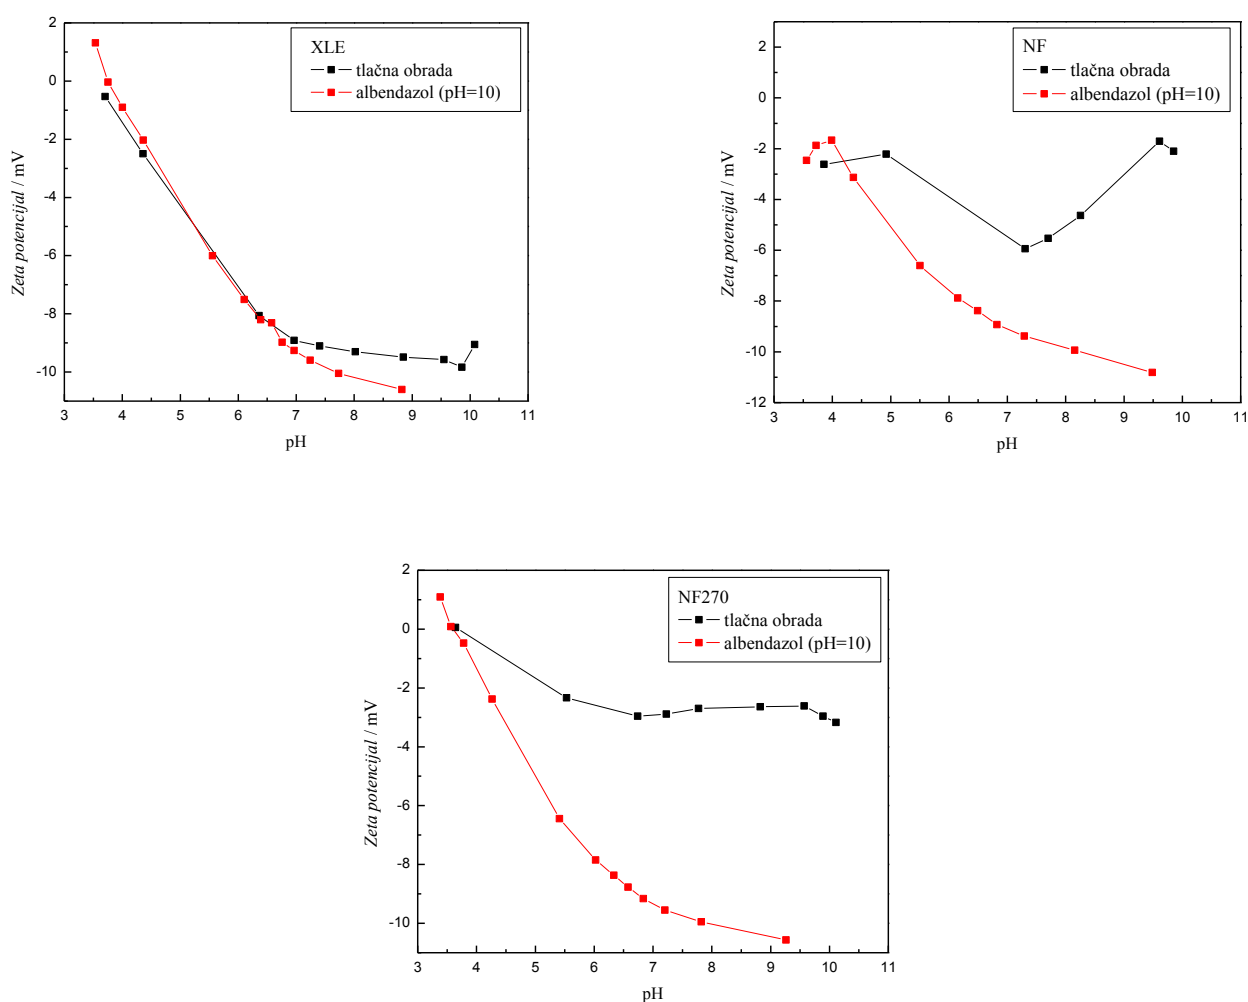 2
0
-2
-4
-6
-8
-10
3 4 5 6 7 8 9 10 11
pH
Zeta potencijal / mV
XLE
tlačna obrada
albendazol (pH=10)
2
0
-2
-4
-6
-8
-10
-12
3 4 5 6 7 8 9 10 11
pH
Zeta potencijal / mV
NF
tlačna obrada
albendazol (pH=10)
2
0
-2
-4
-6
-8
-10
3 4 5 6 7 8 9 10 11
pH
Zeta potencijal / mV
NF270
tlačna obrada
albendazol (pH=10)